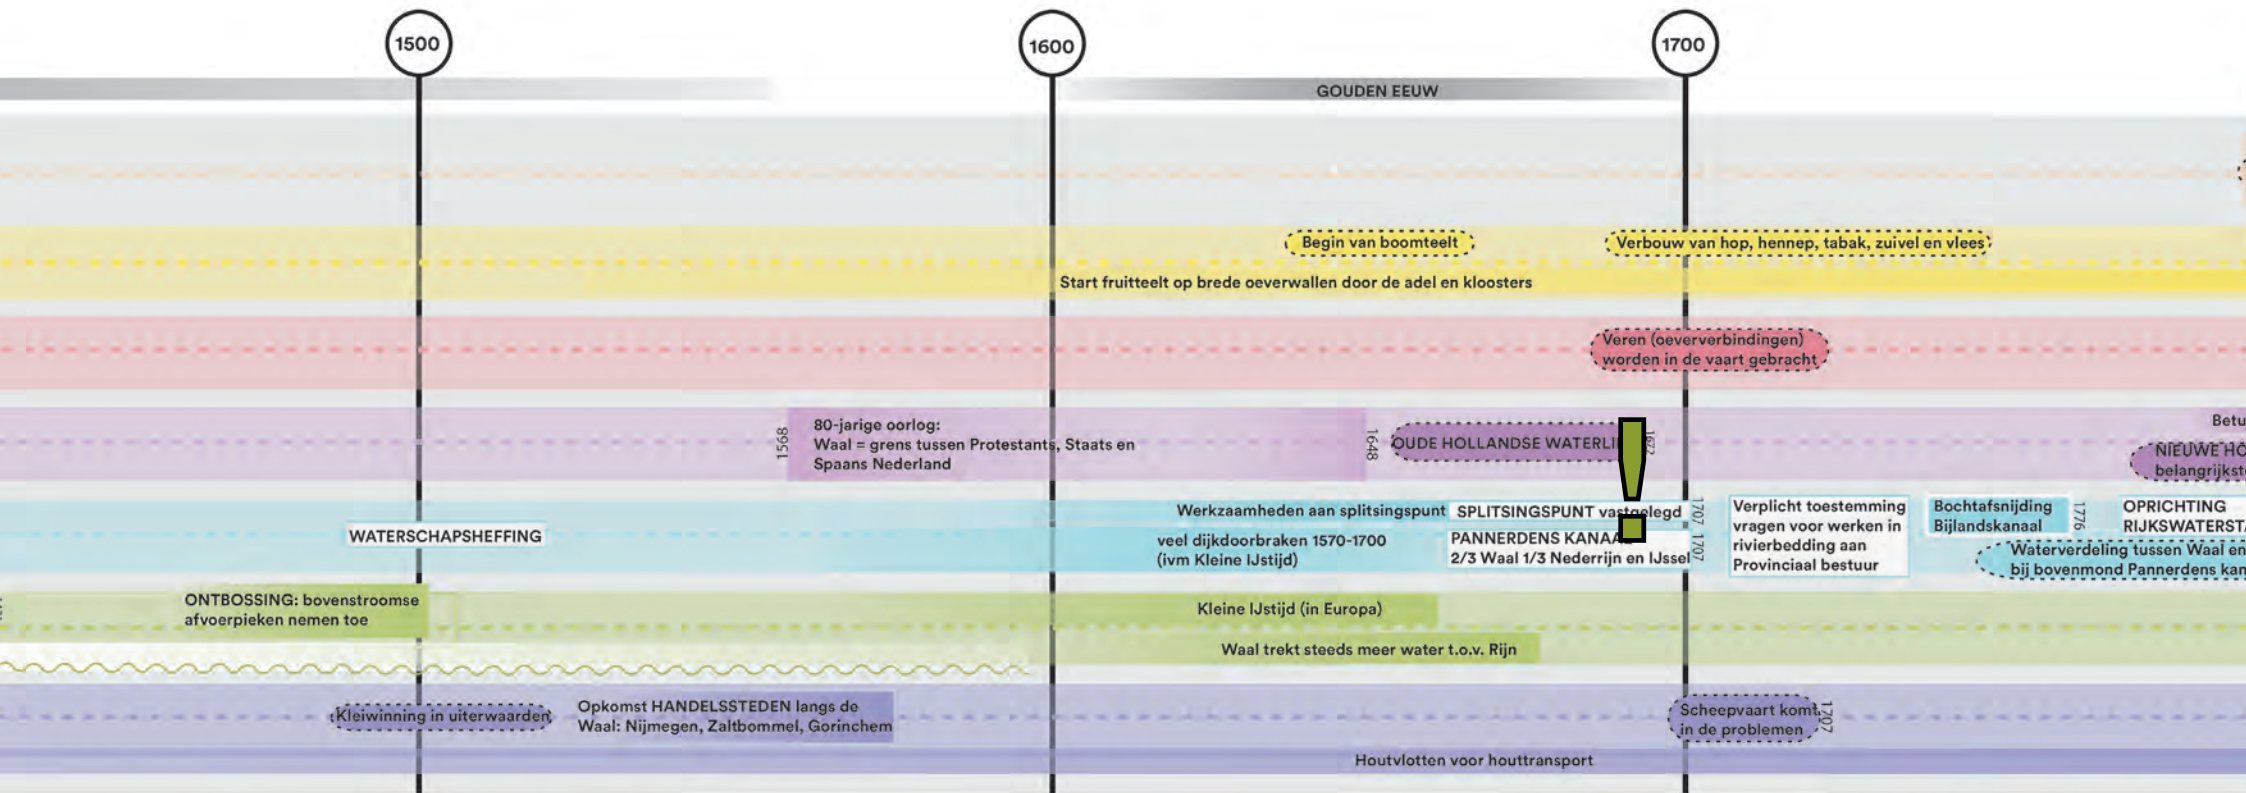 1500
1600
1700
GOUDEN EEUW
Begin van boomteelt
Verbouw van hop, hennep, tabak, zuivel en vlees
Start fruitteelt op brede oeverwallen door de adel en kloosters
Veren (oeververbindingen)
worden in de vaart gebracht
1568
80-jarige oorlog:
Waal = grens tussen Protestants, Staats en
Spaans Nederland
1648
OUDE HOLLANDSE
1672
Betu
NIEUWE HO
belangrijkst
WATERSCHAPSHEFFING
Werkzaamheden aan splitsingspunt
SPLITSINGSPUNT vastgelegd
1707
veel dijkdoorbraken 1570-1700
(ivm Kleine IJstijd)
PANNERDENS KANAAL
2/3 Waal 1/3 Nederrijn en IJssel
1707
Verplicht toestemming
vragen voor werken in
rivierbedding aan
Provinciaal bestuur
Bochtafsnijding
Bijlandskanaal
1776
OPRICHTING
RIJKSWATERST
Waterverdeling tussen Waal en
bij bovenmond Pannerdens kan
ONTBOSSING: bovenstroomse
afvoerpieken nemen toe
Kleine IJstijd (in Europa)
Waal trekt steeds meer water t.o.v. Rijn
Kleiwinning in uiterwaarden
Opkomst HANDELSSTEDEN langs de
Waal: Nijmegen, Zaltbommel, Gorinchem
Scheepvaart komt
in de problemen
1707
Houtvlotten voor houttransport